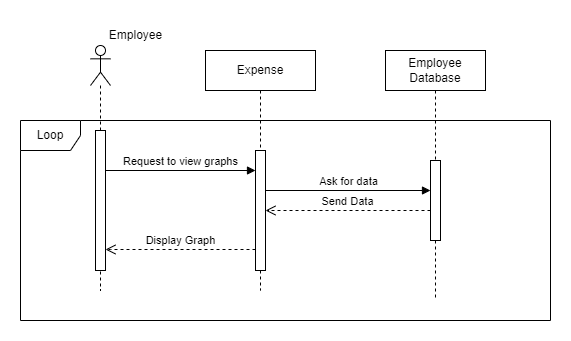 Employee
Expense
Employee
Database
Loop
Request to view graphs
Ask for data
Send Data
Display Graph